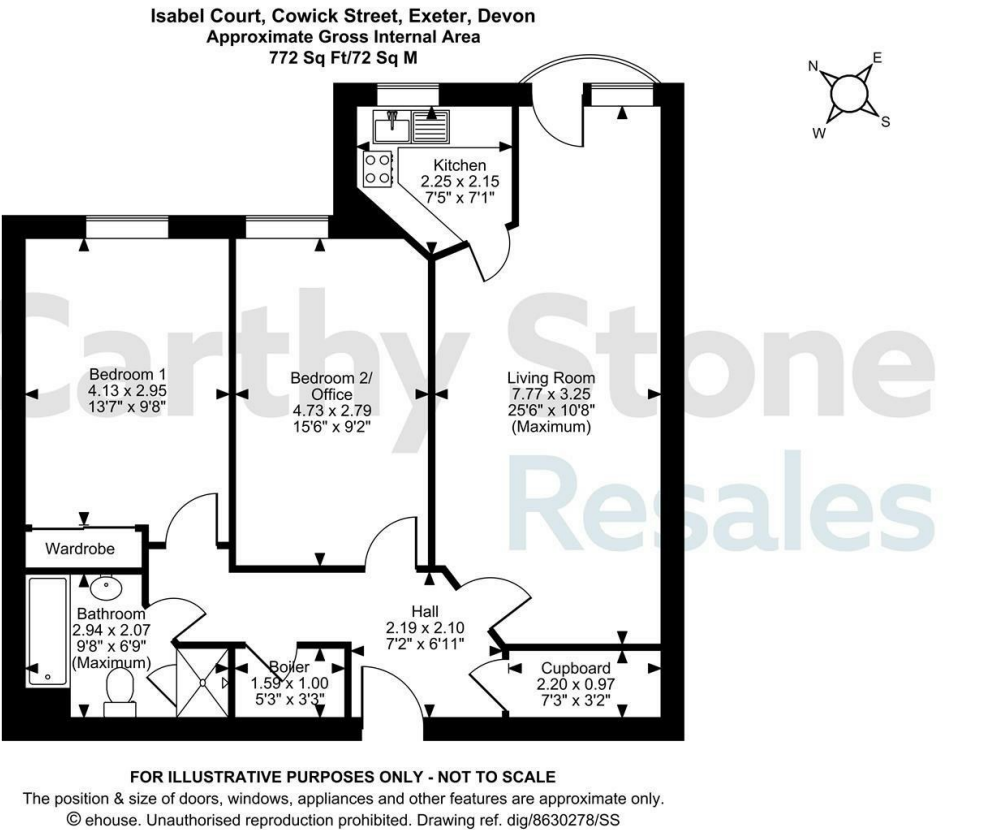 Isabel Court, Cowick Street, Exeter, Devon
Approximate Gross Internal Area
772 Sq Ft/72 Sq M
N
E
W
S
Kitchen
2.25 x 2.15
7'5" x 7'1"
Carthy Stone
Resales
Bedroom 1
4.13 x 2.95
13'7" x 9'8"
Bedroom 2/
Office
4.73 x 2.79
15'6" x 9'2"
Living Room
7.77 x 3.25
25'6" x 10'8"
(Maximum)
Wardrobe
Bathroom
2.94 x 2.07
9'8" x 6'9"
(Maximum)
Hall
2.19 x 2.10
7'2" x 6'11"
Boiler
1.59 x 1.00
5'3" x 3'3"
Cupboard
2.20 x 0.97
7'3" x 3'2"
FOR ILLUSTRATIVE PURPOSES ONLY - NOT TO SCALE
The position & size of doors, windows, appliances and other features are approximate only.
© ehouse. Unauthorised reproduction prohibited. Drawing ref. dig/8630278/SS